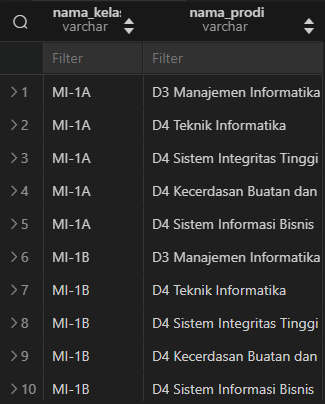 nama_kelas nama_prodi
varchar varchar
Filter Filter
1 MI-1A D3 Manajemen Informatika
2 MI-1A D4 Teknik Informatika
3 MI-1A D4 Sistem Integritas Tinggi
4 MI-1A D4 Kecerdasan Buatan dan
5 MI-1A D4 Sistem Informasi Bisnis
6 MI-1B D3 Manajemen Informatika
7 MI-1B D4 Teknik Informatika
8 MI-1B D4 Sistem Integritas Tinggi
9 MI-1B D4 Kecerdasan Buatan dan
10 MI-1B D4 Sistem Informasi Bisnis